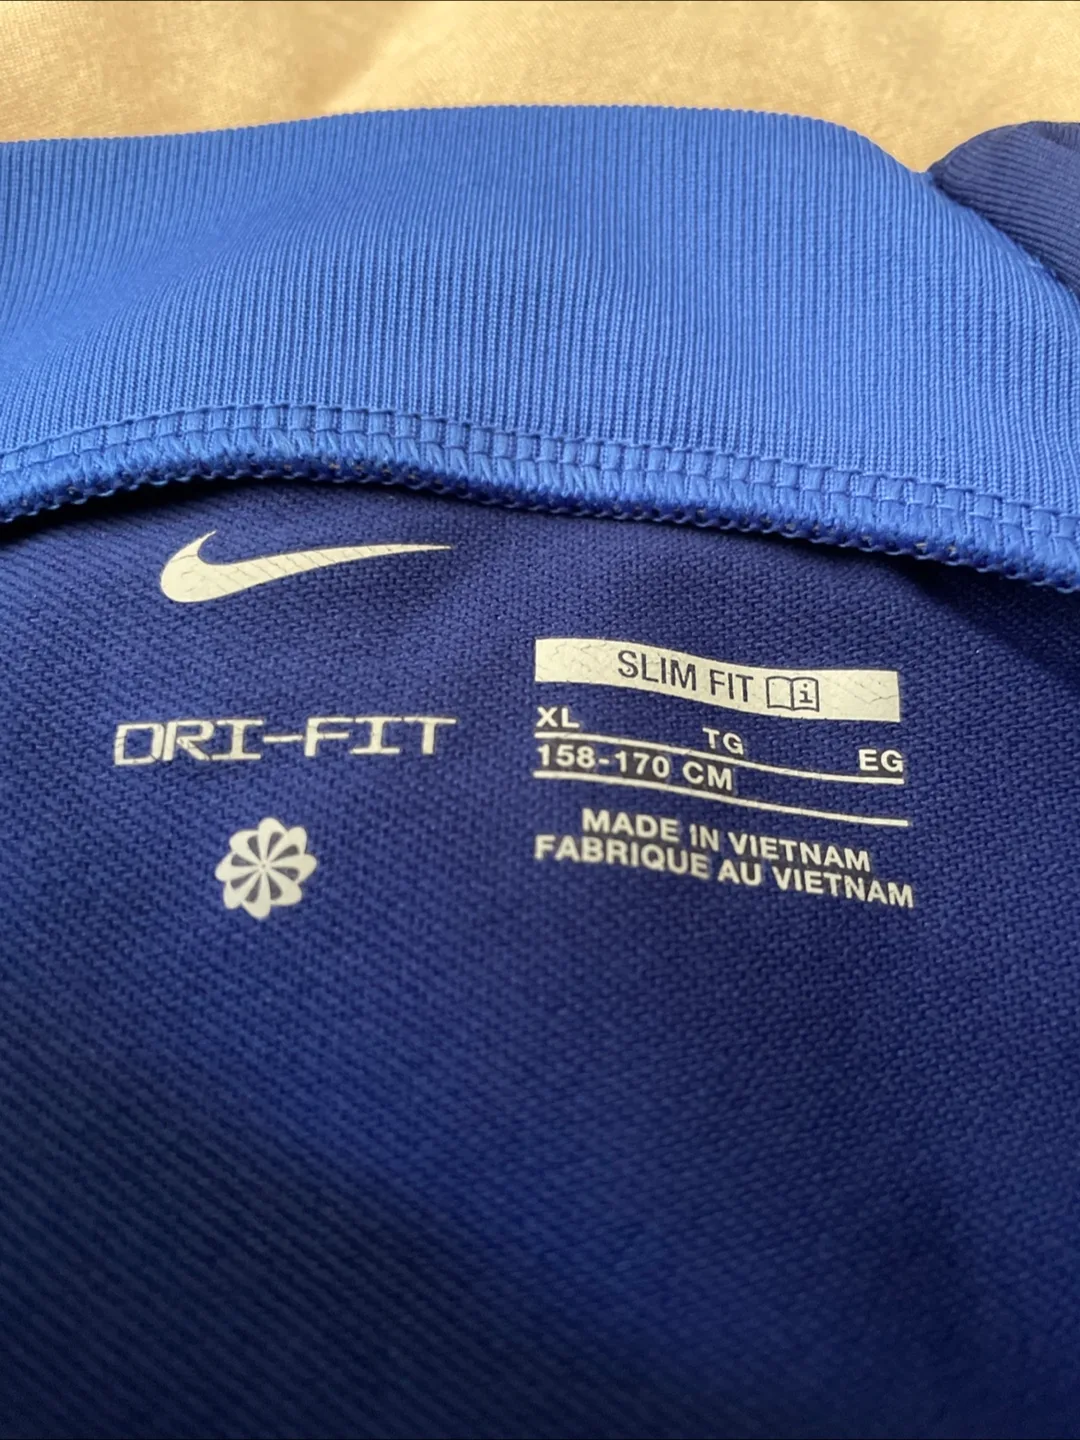 DRI-FIT
SLIM FIT
XL TG EG
158-170 CM
MADE IN VIETNAM
FABRIQUE AU VIETNAM